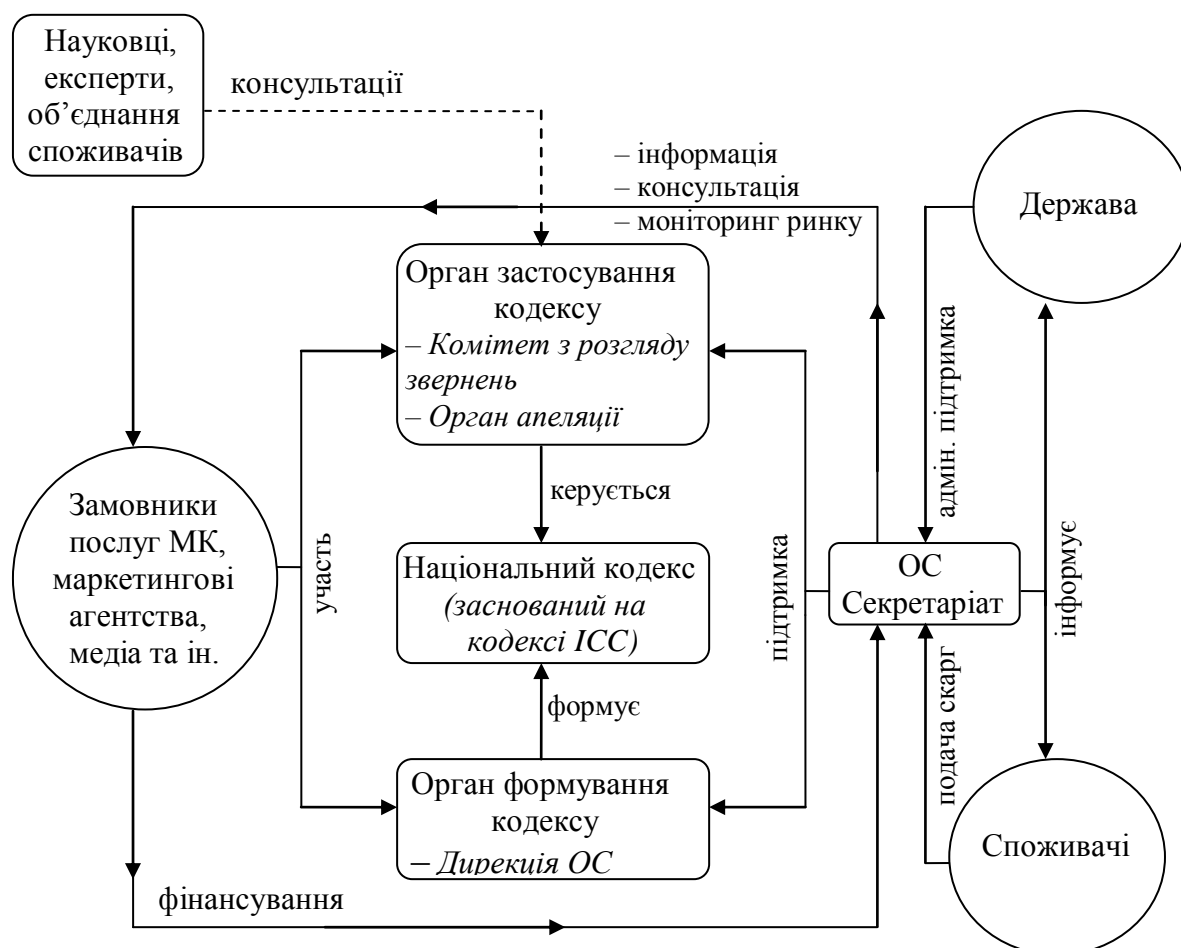 Науковці,
експерти,
об’єднання
споживачів
консультації
– інформація
– консультація
– моніторинг ринку
Держава
Орган застосування
кодексу
– Комітет з розгляду
звернень
– Орган апеляції
адмін. підтримка
Замовники
послуг МК,
маркетингові
агентства,
медіа та ін.
участь
керується
Національний кодекс
(заснований на
кодексі ICC)
підтримка
ОС
Секретаріат
інформує
формує
подача скарг
Орган формування
кодексу
– Дирекція ОС
Споживачі
фінансування